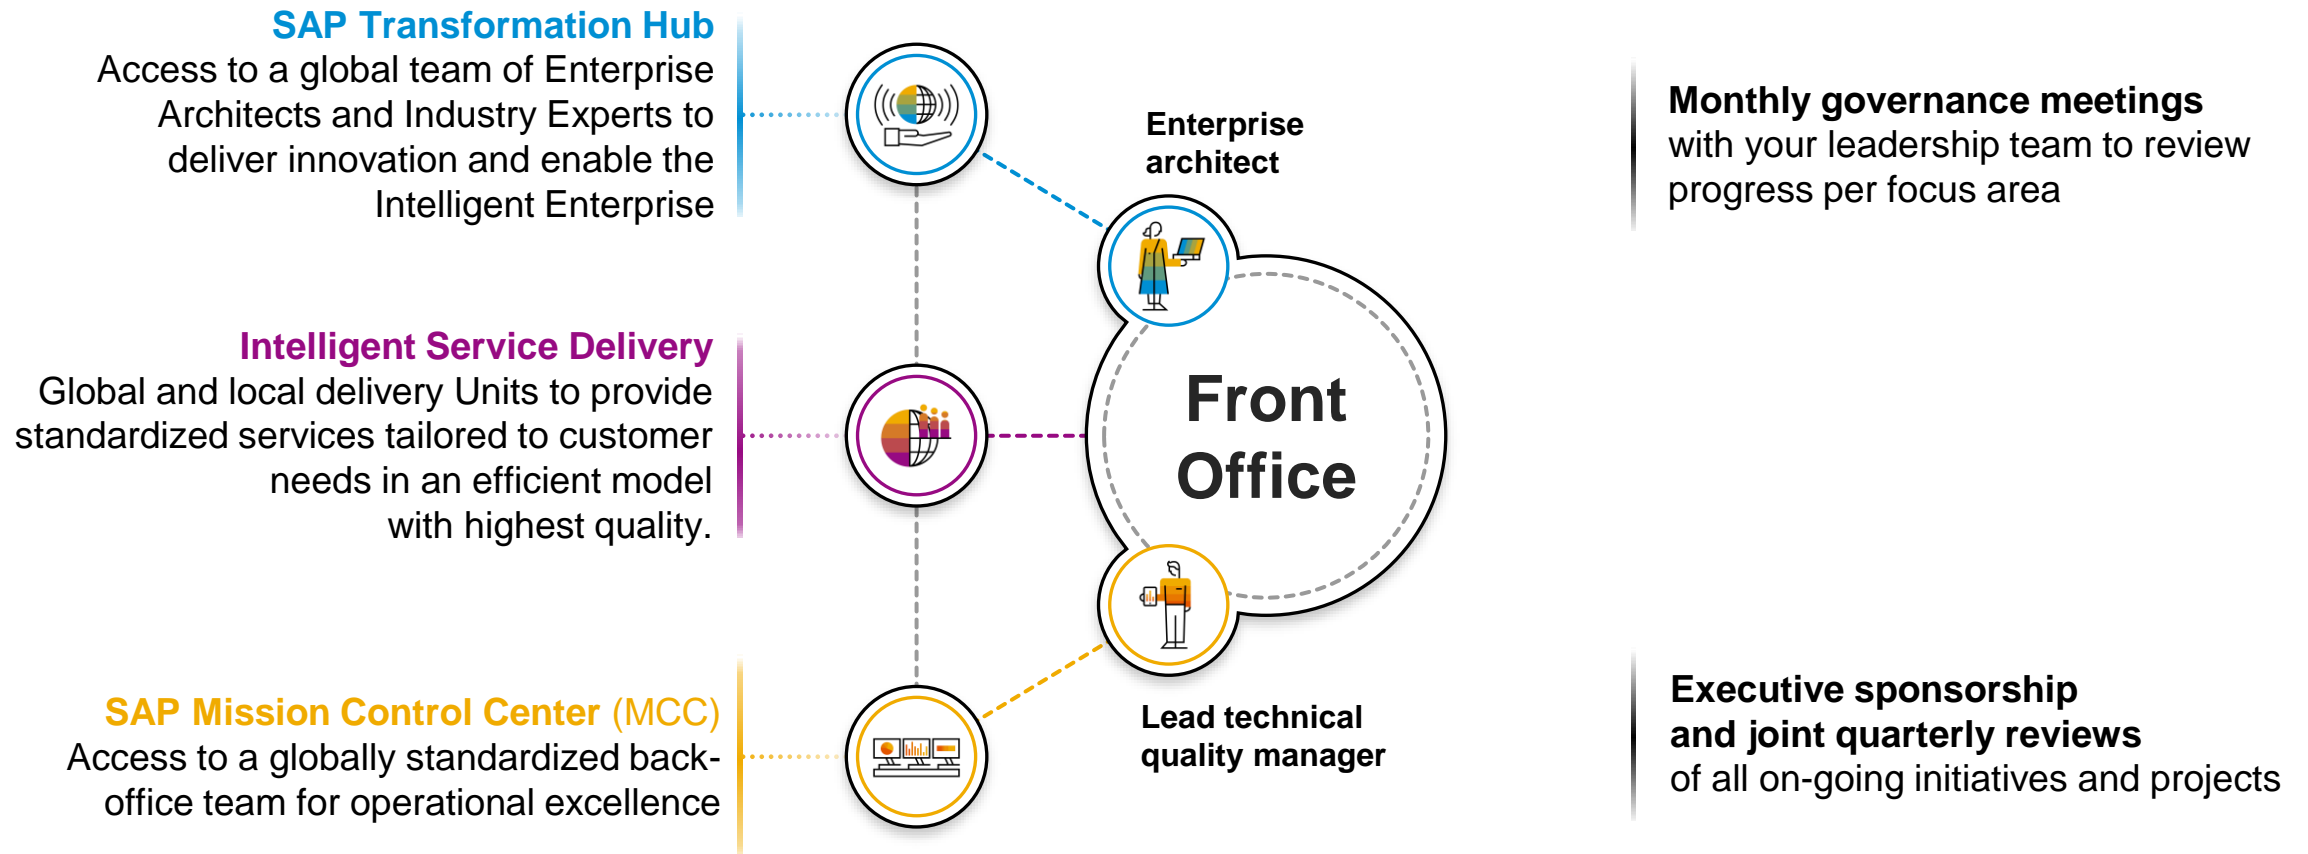 SAP Transformation Hub
Access to a global team of Enterprise
Architects and Industry Experts to
deliver innovation and enable the
Intelligent Enterprise
Intelligent Service Delivery
Global and local delivery Units to provide
standardized services tailored to customer
needs in an efficient model
with highest quality.
SAP Mission Control Center (MCC)
Access to a globally standardized back-
office team for operational excellence
Enterprise
architect
Front
Office
Lead technical
quality manager
Monthly governance meetings
with your leadership team to review
progress per focus area
Executive sponsorship
and joint quarterly reviews
of all on-going initiatives and projects